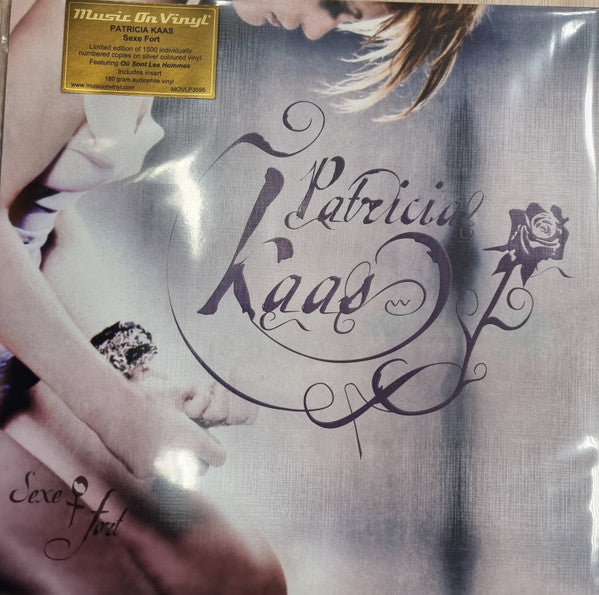 Music On Vinyl
PATRICIA KAAS
Sexe Fort
Limited edition of 1500 individually
numbered copies on silver coloured vinyl
Featuring Où Sont Les Hommes
Includes insert
180 gram audiophile vinyl
www.musiconvinyl.com MOVLP3595
Patricia
Kaas
Sexe
fort